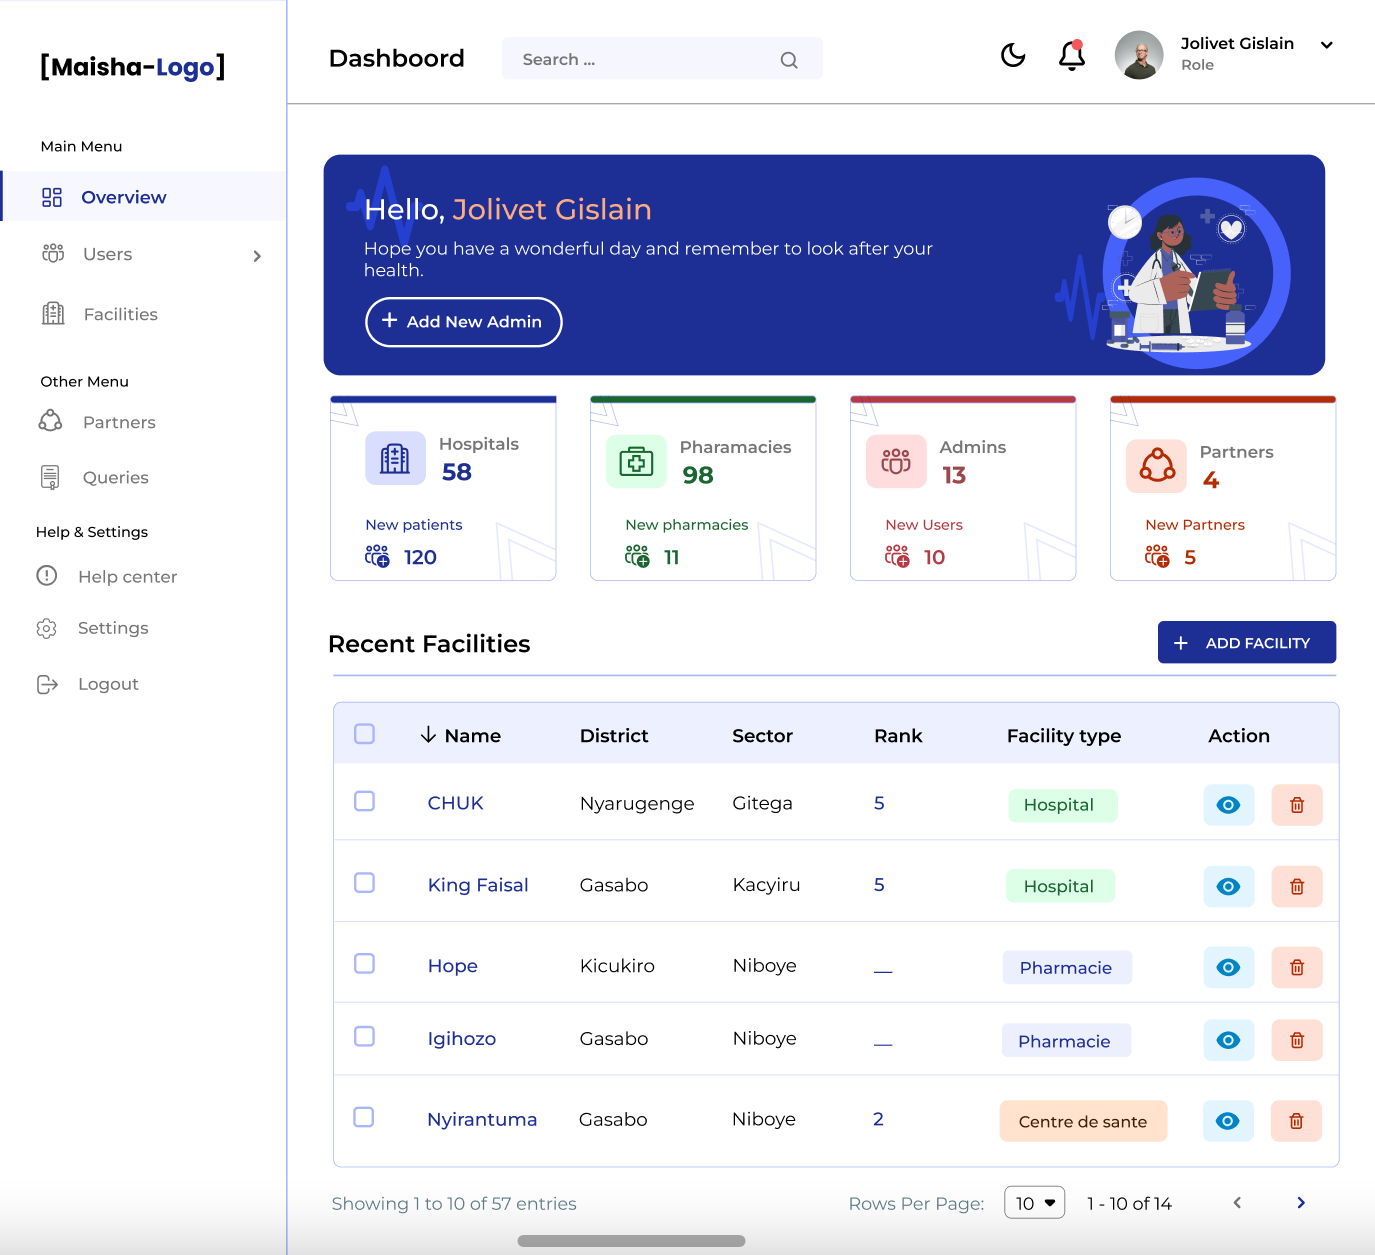 [Maisha-Logo]
Main Menu
Overview
Users
Facilities
Other Menu
Partners
Queries
Help & Settings
Help center
Settings
Logout
Dashboord
Search ...
Jolivet Gislain
Role
Hello, Jolivet Gislain
Hope you have a wonderful day and remember to look after your
health.
+ Add New Admin
Hospitals
58
New patients
120
Pharamacies
98
New pharmacies
11
Admins
13
New Users
10
Partners
4
New Partners
5
Recent Facilities
+ ADD FACILITY
↓ Name District Sector Rank Facility type Action
CHUK Nyarugenge Gitega 5 Hospital
King Faisal Gasabo Kacyiru 5 Hospital
Hope Kicukiro Niboye __ Pharmacie
Igihozo Gasabo Niboye __ Pharmacie
Nyirantuma Gasabo Niboye 2 Centre de sante
Showing 1 to 10 of 57 entries Rows Per Page: 10 1 - 10 of 14